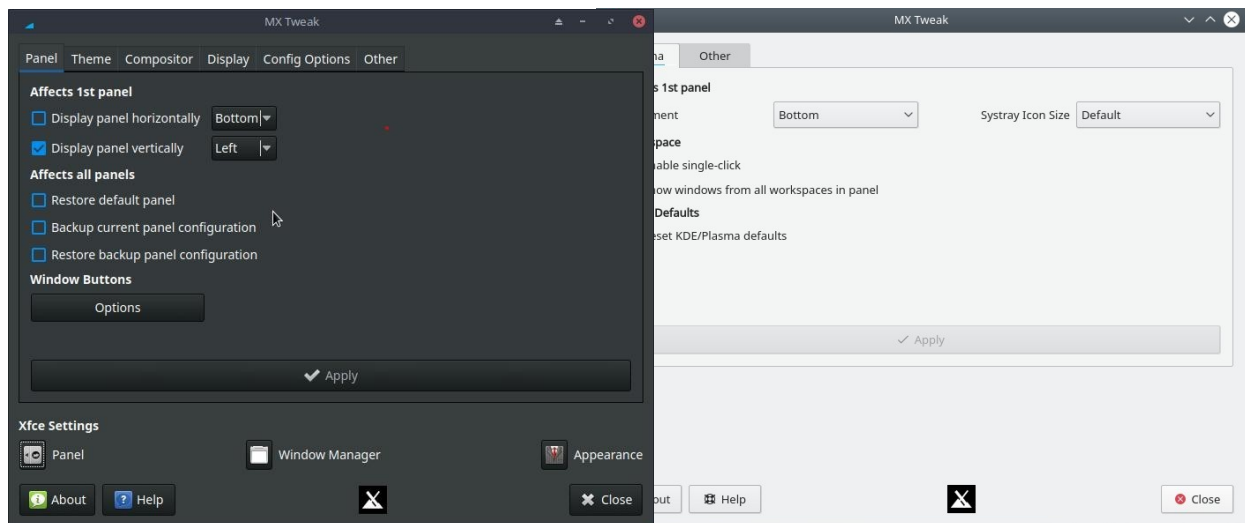 MX Tweak
Panel Theme Compositor Display Config Options Other
Affects 1st panel
Display panel horizontally Bottom
Display panel vertically Left
Affects all panels
Restore default panel
Backup current panel configuration
Restore backup panel configuration
Window Buttons
Options
Apply
Xfce Settings
Panel Window Manager Appearance
About Help Close
MX Tweak
na Other
s 1st panel
ment Bottom Systray Icon Size Default
space
able single-click
ow windows from all workspaces in panel
Defaults
eset KDE/Plasma defaults
Apply
out Help Close